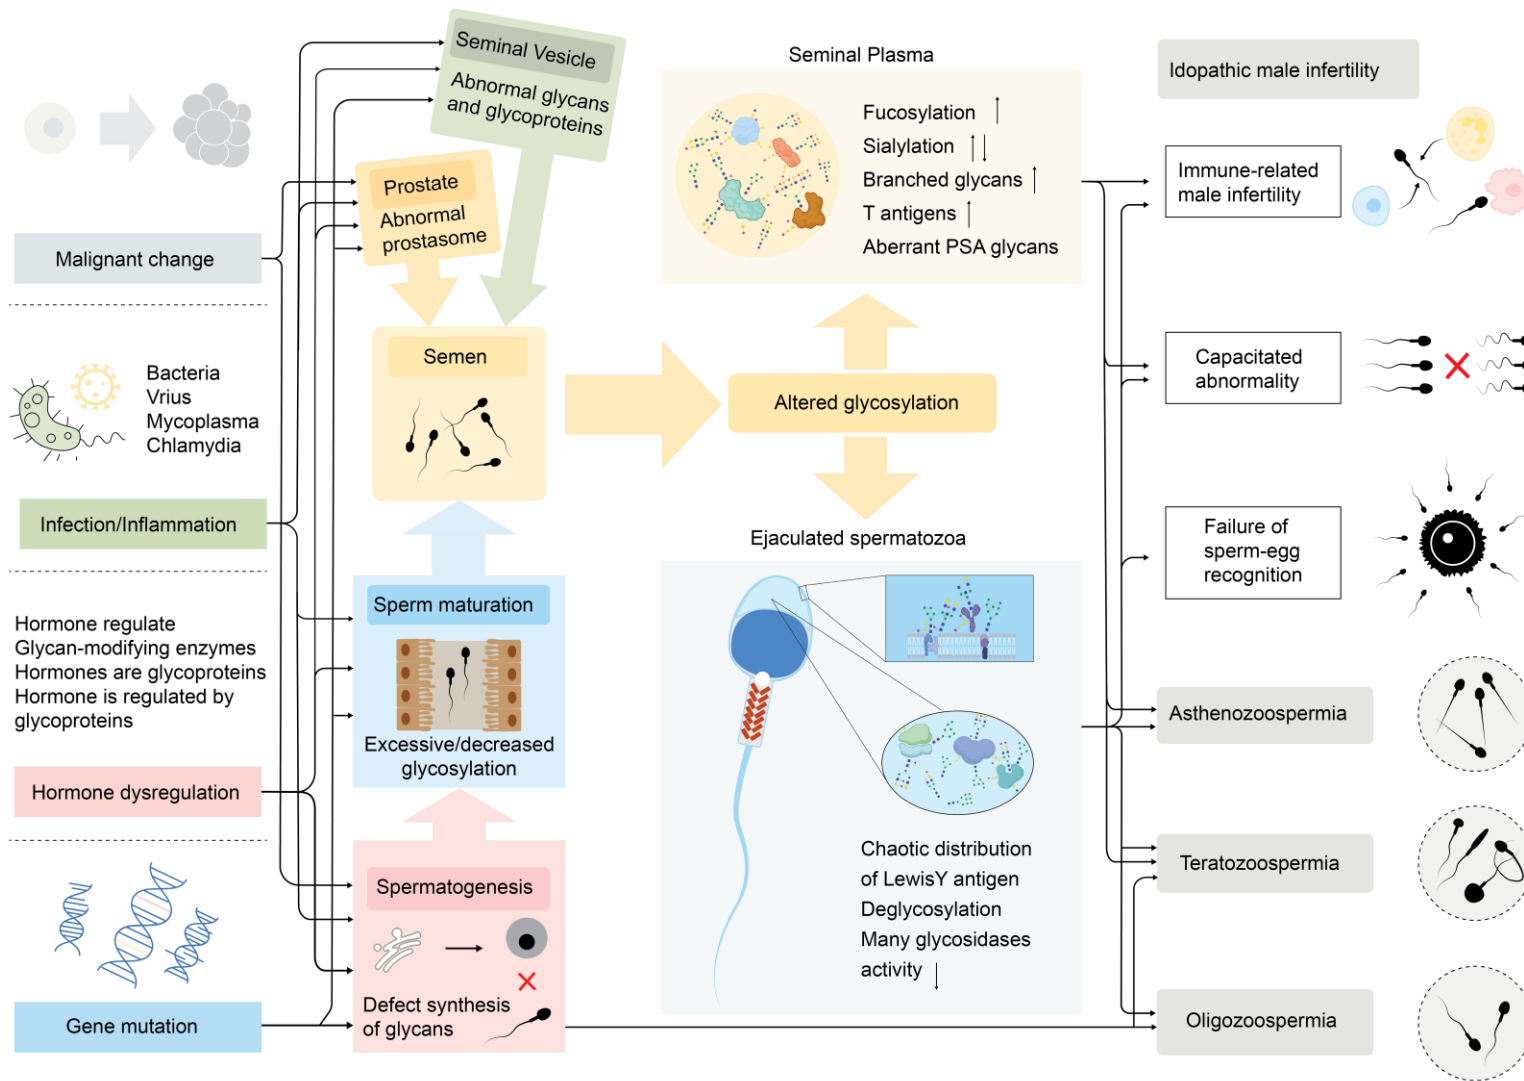 Seminal Vesicle
Abnormal glycans
and glycoproteins
Prostate
Abnormal
prostasome
Malignant change
Bacteria
Vrius
Mycoplasma
Chlamydia
Infection/Inflammation
Hormone regulate
Glycan-modifying enzymes
Hormones are glycoproteins
Hormone is regulated by
glycoproteins
Hormone dysregulation
Gene mutation
Semen
Sperm maturation
Excessive/decreased
glycosylation
Spermatogenesis
Defect synthesis
of glycans
Seminal Plasma
Fucosylation ↑
Sialylation ↑↓
Branched glycans ↑
T antigens ↑
Aberrant PSA glycans
Altered glycosylation
Ejaculated spermatozoa
Chaotic distribution
of LewisY antigen
Deglycosylation
Many glycosidases
activity ↓
Idopathic male infertility
Immune-related
male infertility
Capacitated
abnormality
Failure of
sperm-egg
recognition
Asthenozoospermia
Teratozoospermia
Oligozoospermia